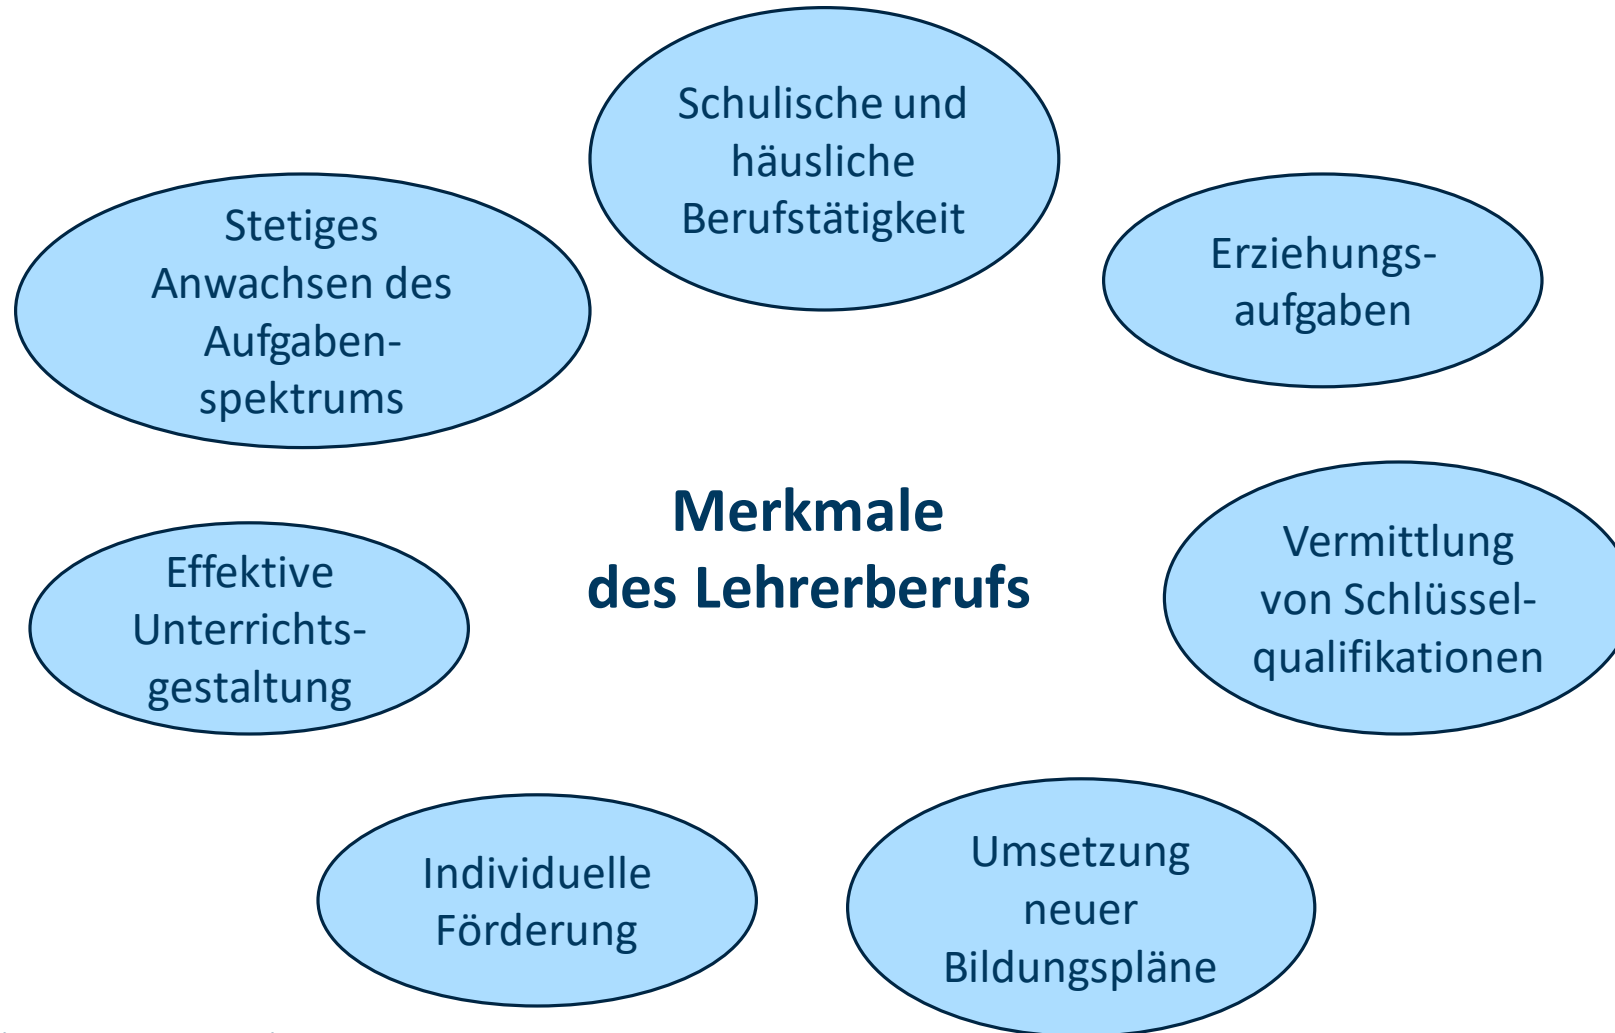 Schulische und
häusliche
Berufstätigkeit
Stetiges
Anwachsen des
Aufgaben-
spektrums
Erziehungs-
aufgaben
Merkmale
des Lehrerberufs
Vermittlung
von Schlüssel-
qualifikationen
Effektive
Unterrichts-
gestaltung
Individuelle
Förderung
Umsetzung
neuer
Bildungspläne